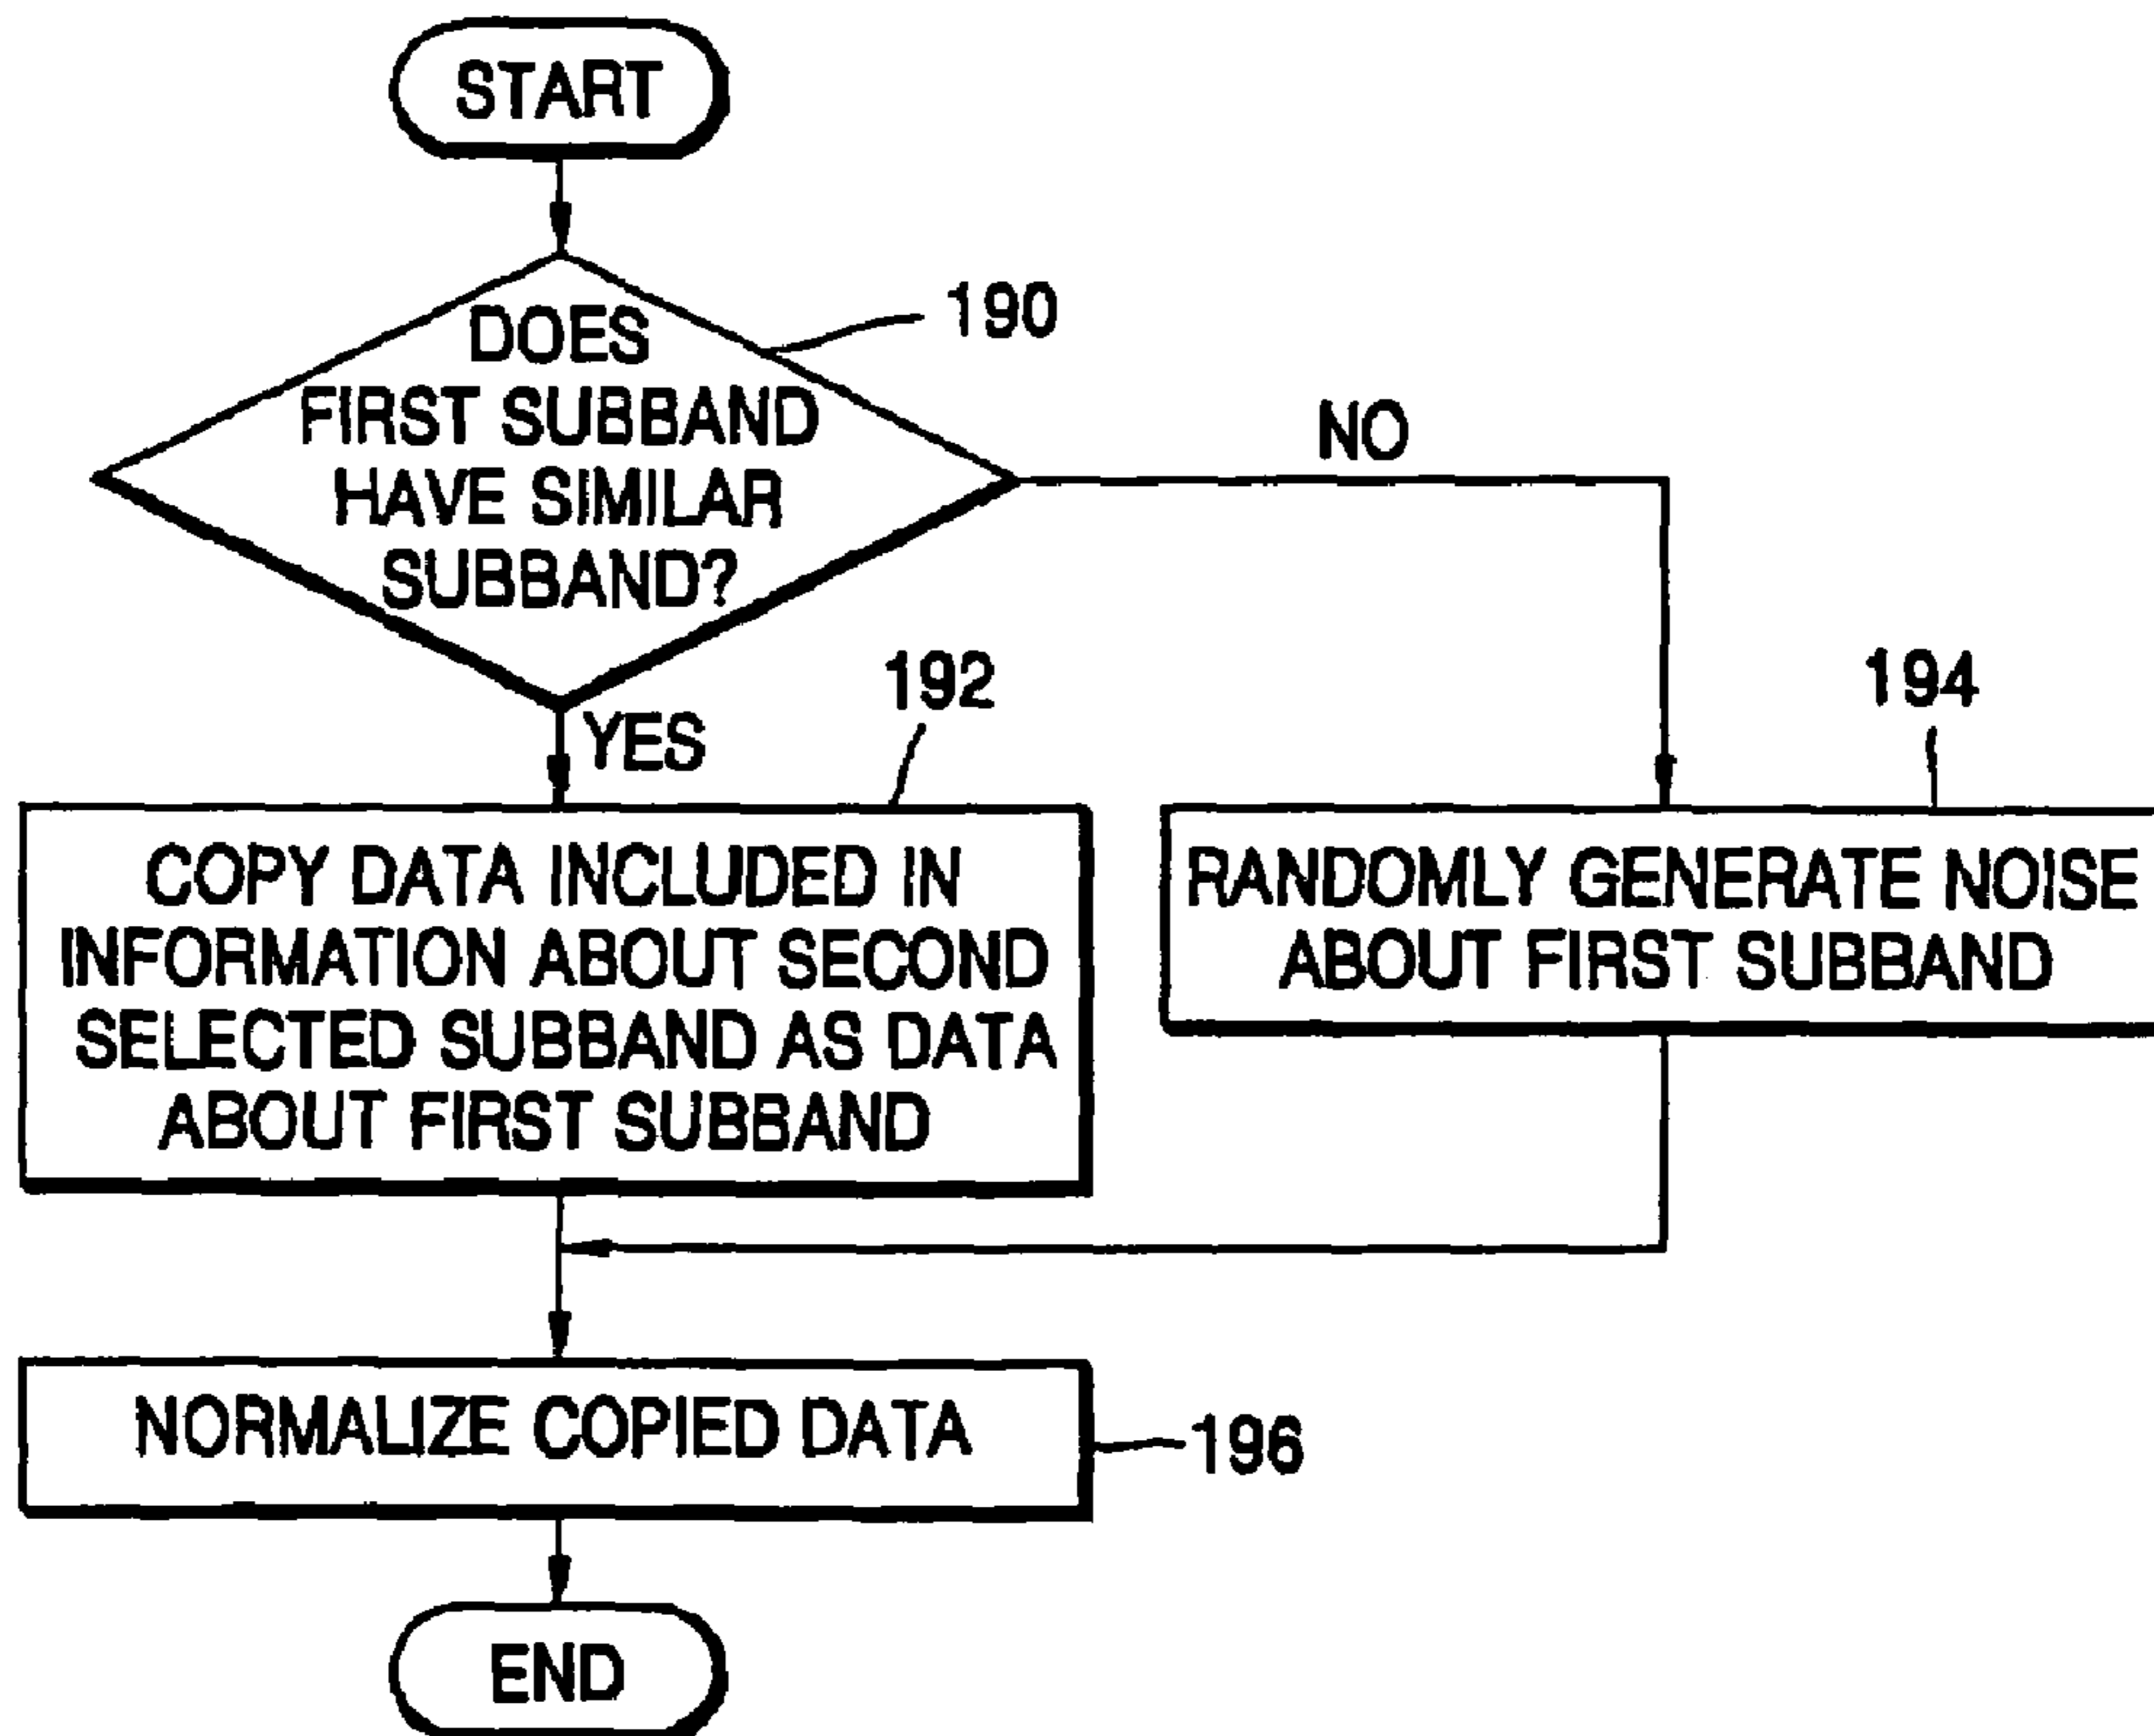 START
DOES
FIRST SUBBAND
HAVE SIMILAR
SUBBAND?
190
NO
YES
192
COPY DATA INCLUDED IN
INFORMATION ABOUT SECOND
SELECTED SUBBAND AS DATA
ABOUT FIRST SUBBAND
194
RANDOMLY GENERATE NOISE
ABOUT FIRST SUBBAND
NORMALIZE COPIED DATA
196
END